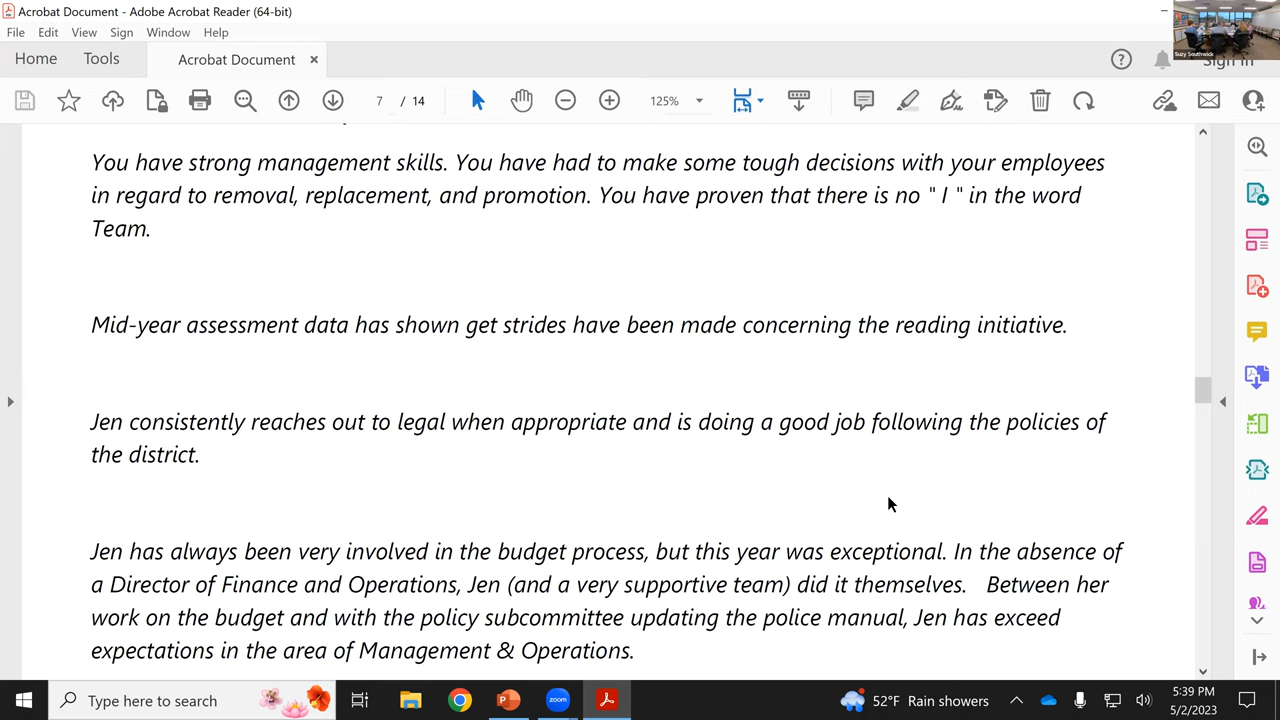 Acrobat Document - Adobe Acrobat Reader (64-bit)
File Edit View Sign Window Help
Suzy Southwick
Home Tools Acrobat Document × Sign In
7 / 14 125%
You have strong management skills. You have had to make some tough decisions with your employees
in regard to removal, replacement, and promotion. You have proven that there is no " I " in the word
Team.
Mid-year assessment data has shown get strides have been made concerning the reading initiative.
Jen consistently reaches out to legal when appropriate and is doing a good job following the policies of
the district.
Jen has always been very involved in the budget process, but this year was exceptional. In the absence of
a Director of Finance and Operations, Jen (and a very supportive team) did it themselves. Between her
work on the budget and with the policy subcommittee updating the police manual, Jen has exceed
expectations in the area of Management & Operations.
Type here to search zoom 52°F Rain showers 5:39 PM
5/2/2023